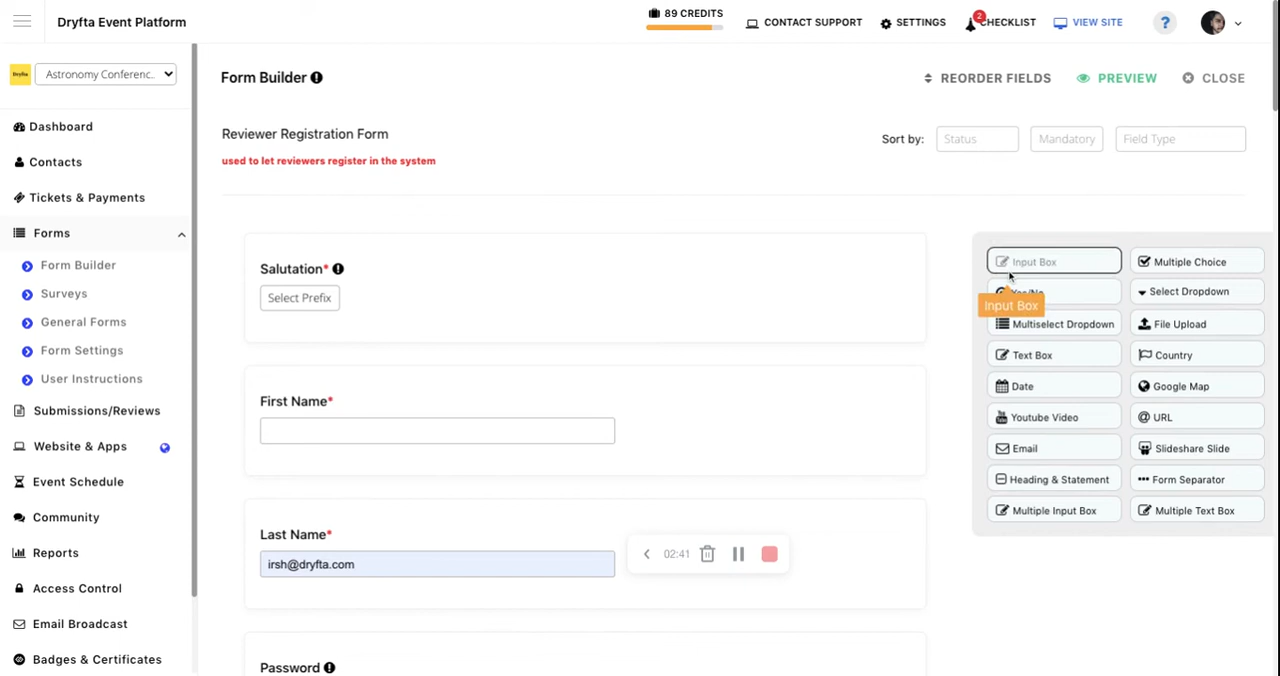 Dryfta Event Platform
89 CREDITS
CONTACT SUPPORT
SETTINGS
2
CHECKLIST
VIEW SITE
?
Dryfta
Astronomy Conferenc..
Dashboard
Contacts
Tickets & Payments
Forms
Form Builder
Surveys
General Forms
Form Settings
User Instructions
Submissions/Reviews
Website & Apps
Event Schedule
Community
Reports
Access Control
Email Broadcast
Badges & Certificates
Form Builder
REORDER FIELDS
PREVIEW
CLOSE
Reviewer Registration Form
used to let reviewers register in the system
Sort by:
Status
Mandatory
Field Type
Salutation*
Select Prefix
First Name*
Last Name*
irsh@dryfta.com
02:41
Password
Input Box
Multiple Choice
Yes/No
Input Box
Select Dropdown
Multiselect Dropdown
File Upload
Text Box
Country
Date
Google Map
Youtube Video
URL
Email
Slideshare Slide
Heading & Statement
Form Separator
Multiple Input Box
Multiple Text Box